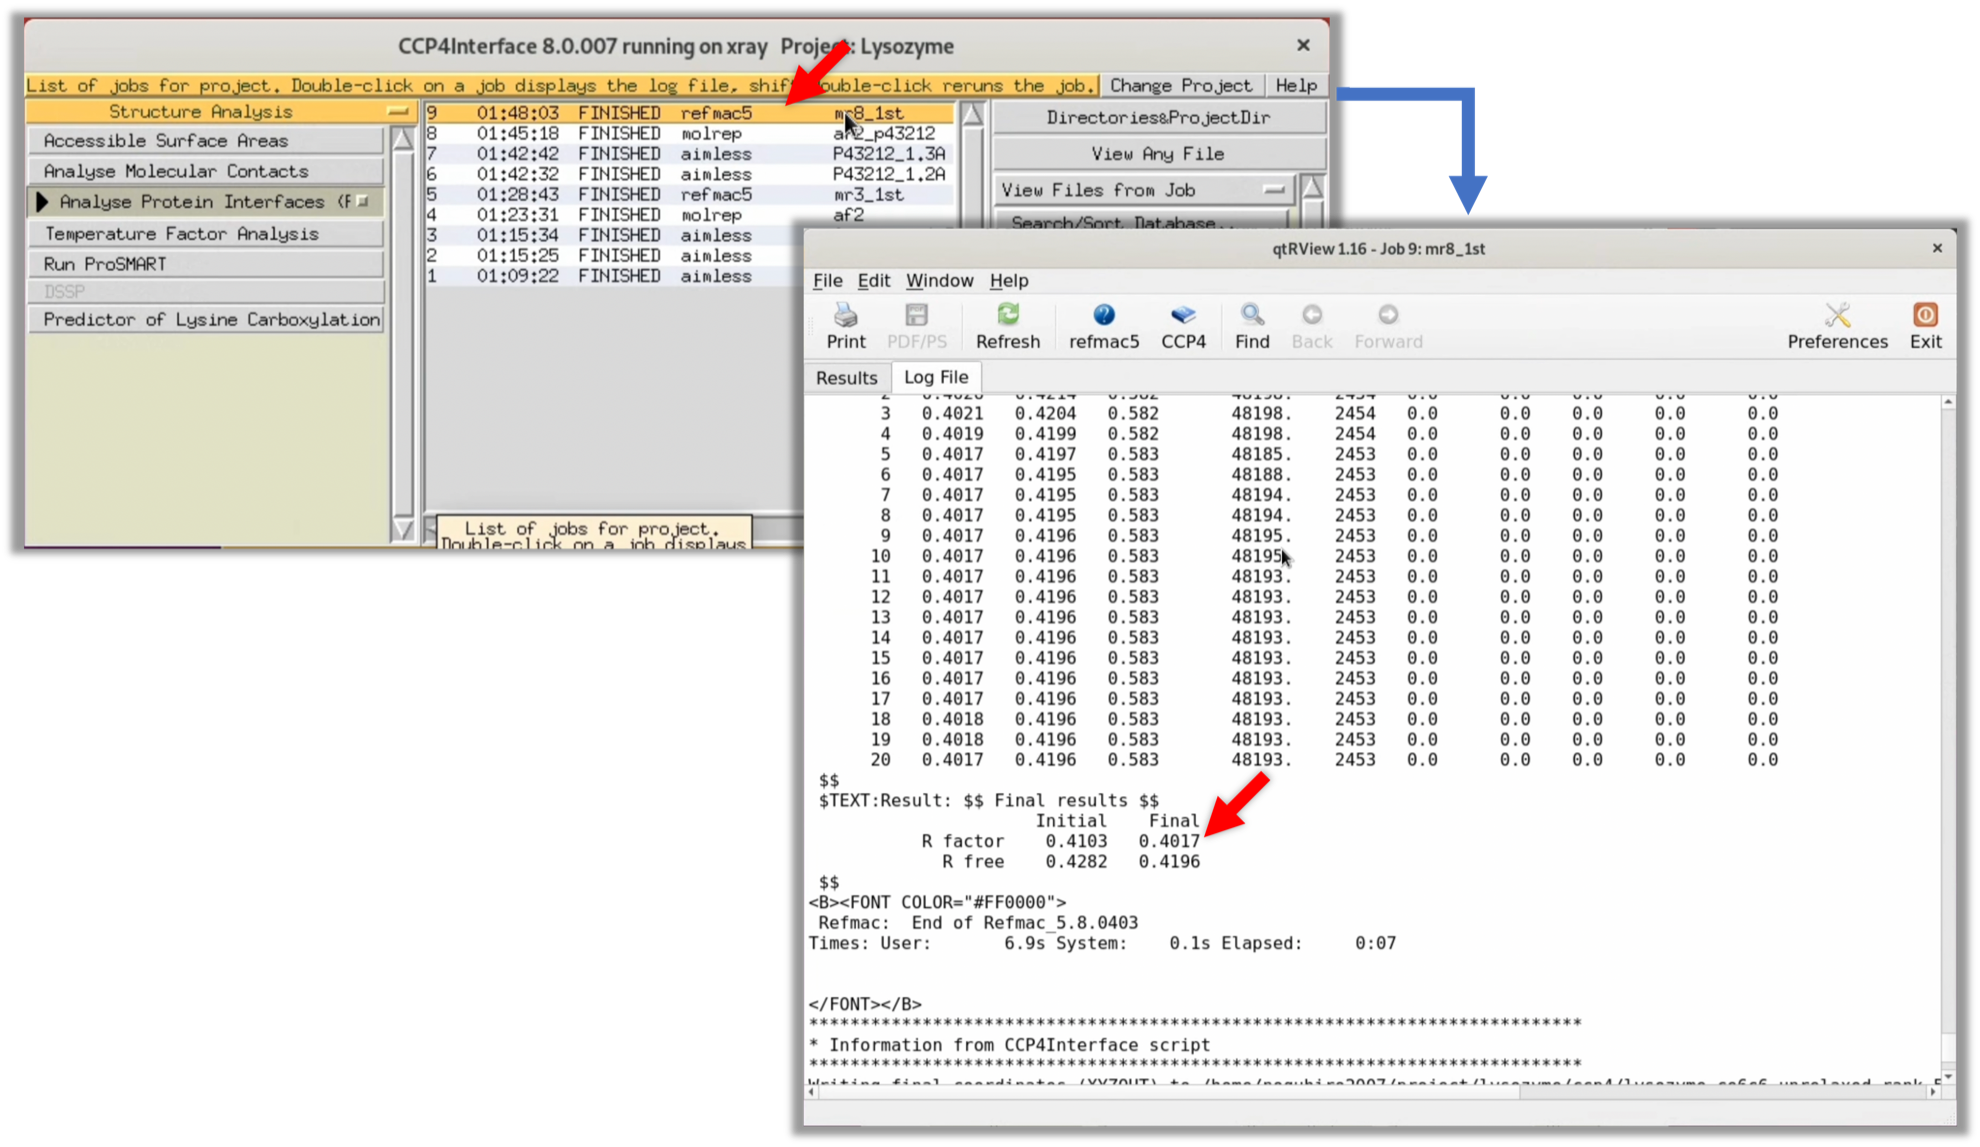 CCP4Interface 8.0.007 running on xray Project: Lysozyme
List of jobs for project. Double-click on a job displays the log file, shift double-click reruns the job.
Change Project
Help
Structure Analysis
Accessible Surface Areas
Analyse Molecular Contacts
Analyse Protein Interfaces (F
Temperature Factor Analysis
Run ProSMART
DSSP
Predictor of Lysine Carboxylation
9 01:48:03 FINISHED refmac5 mr8_1st
8 01:45:18 FINISHED molrep af2_p43212
7 01:42:42 FINISHED aimless P43212_1.3A
6 01:42:32 FINISHED aimless P43212_1.2A
5 01:28:43 FINISHED refmac5 mr3_1st
4 01:23:31 FINISHED molrep af2
3 01:15:34 FINISHED aimless
2 01:15:25 FINISHED aimless
1 01:09:22 FINISHED aimless
Directories&ProjectDir
View Any File
View Files from Job
Search/Sort Database..
List of jobs for project.
Double-click on a job displays
qtRView 1.16 - Job 9: mr8_1st
File Edit Window Help
Print PDF/PS Refresh refmac5 CCP4 Find Back Forward Preferences Exit
Results Log File
3 0.4021 0.4204 0.582 48198. 2454 0.0 0.0 0.0 0.0 0.0
4 0.4019 0.4199 0.582 48198. 2454 0.0 0.0 0.0 0.0 0.0
5 0.4017 0.4197 0.583 48185. 2453 0.0 0.0 0.0 0.0 0.0
6 0.4017 0.4195 0.583 48188. 2453 0.0 0.0 0.0 0.0 0.0
7 0.4017 0.4195 0.583 48194. 2453 0.0 0.0 0.0 0.0 0.0
8 0.4017 0.4195 0.583 48194. 2453 0.0 0.0 0.0 0.0 0.0
9 0.4017 0.4196 0.583 48195. 2453 0.0 0.0 0.0 0.0 0.0
10 0.4017 0.4196 0.583 48195. 2453 0.0 0.0 0.0 0.0 0.0
11 0.4017 0.4196 0.583 48193. 2453 0.0 0.0 0.0 0.0 0.0
12 0.4017 0.4196 0.583 48193. 2453 0.0 0.0 0.0 0.0 0.0
13 0.4017 0.4196 0.583 48193. 2453 0.0 0.0 0.0 0.0 0.0
14 0.4017 0.4196 0.583 48193. 2453 0.0 0.0 0.0 0.0 0.0
15 0.4017 0.4196 0.583 48193. 2453 0.0 0.0 0.0 0.0 0.0
16 0.4017 0.4196 0.583 48193. 2453 0.0 0.0 0.0 0.0 0.0
17 0.4017 0.4196 0.583 48193. 2453 0.0 0.0 0.0 0.0 0.0
18 0.4018 0.4196 0.583 48193. 2453 0.0 0.0 0.0 0.0 0.0
19 0.4018 0.4196 0.583 48193. 2453 0.0 0.0 0.0 0.0 0.0
20 0.4017 0.4196 0.583 48193. 2453 0.0 0.0 0.0 0.0 0.0
$$
$TEXT:Result: $$ Final results $$
Initial Final
R factor 0.4103 0.4017
R free 0.4282 0.4196
$$
<B><FONT COLOR="#FF0000">
Refmac: End of Refmac_5.8.0403
Times: User: 6.9s System: 0.1s Elapsed: 0:07
</FONT></B>
***************************************************************************
* Information from CCP4Interface script
***************************************************************************